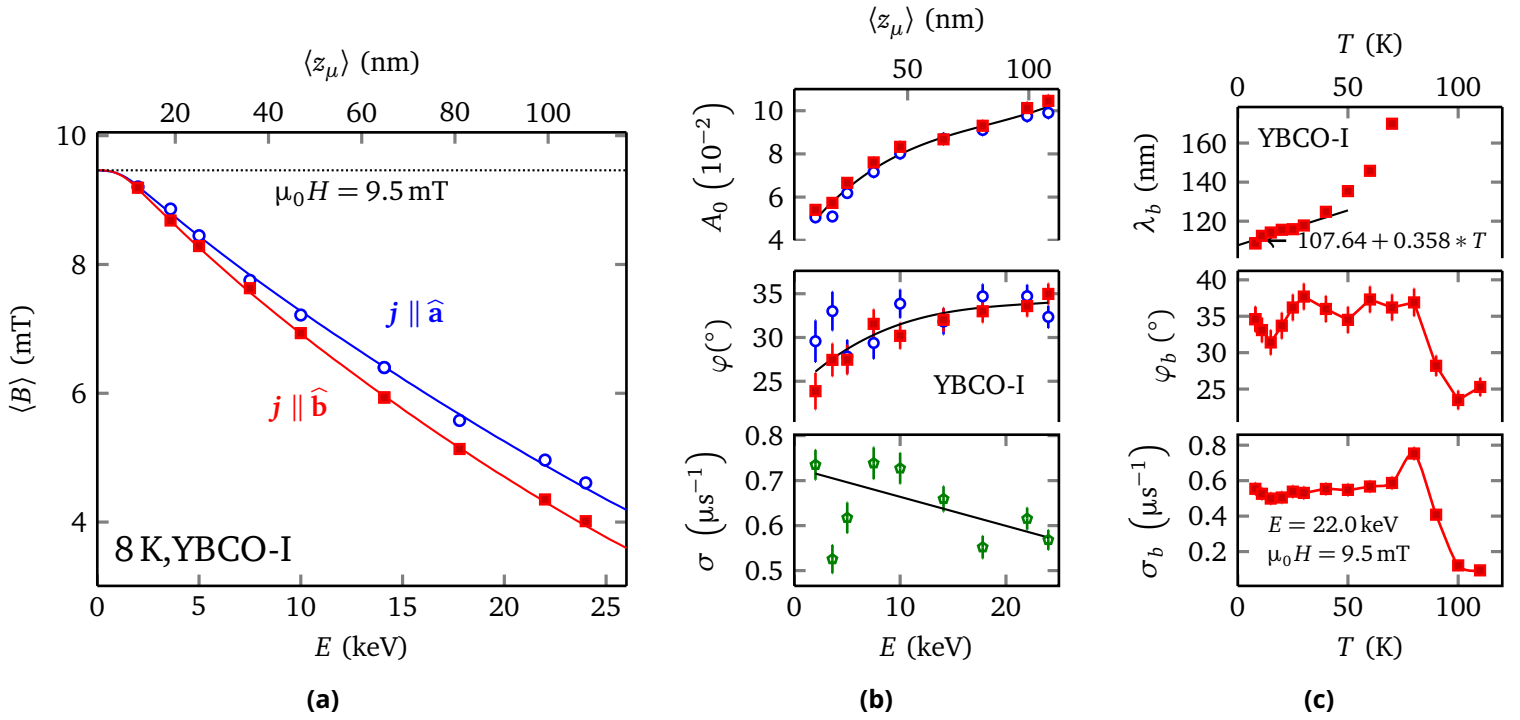 ⟨z_μ⟩ (nm)
20 40 60 80 100
10
8
6
4
⟨B⟩ (mT)
μ₀H = 9.5 mT
j ∥ â
j ∥ b̂
8 K,YBCO-I
0 5 10 15 20 25
E (keV)
(a)
⟨z_μ⟩ (nm)
50 100
10
8
6
4
A₀ (10⁻²)
35
30
25
φ(°)
YBCO-I
0.8
0.7
0.6
0.5
σ (μs⁻¹)
0 10 20
E (keV)
(b)
T (K)
0 50 100
160
140
120
λ_b (nm)
YBCO-I
← 107.64 + 0.358 * T
40
35
30
25
φ_b (°)
0.8
0.6
0.4
0.2
σ_b (μs⁻¹)
E = 22.0 keV
μ₀H = 9.5 mT
0 50 100
T (K)
(c)